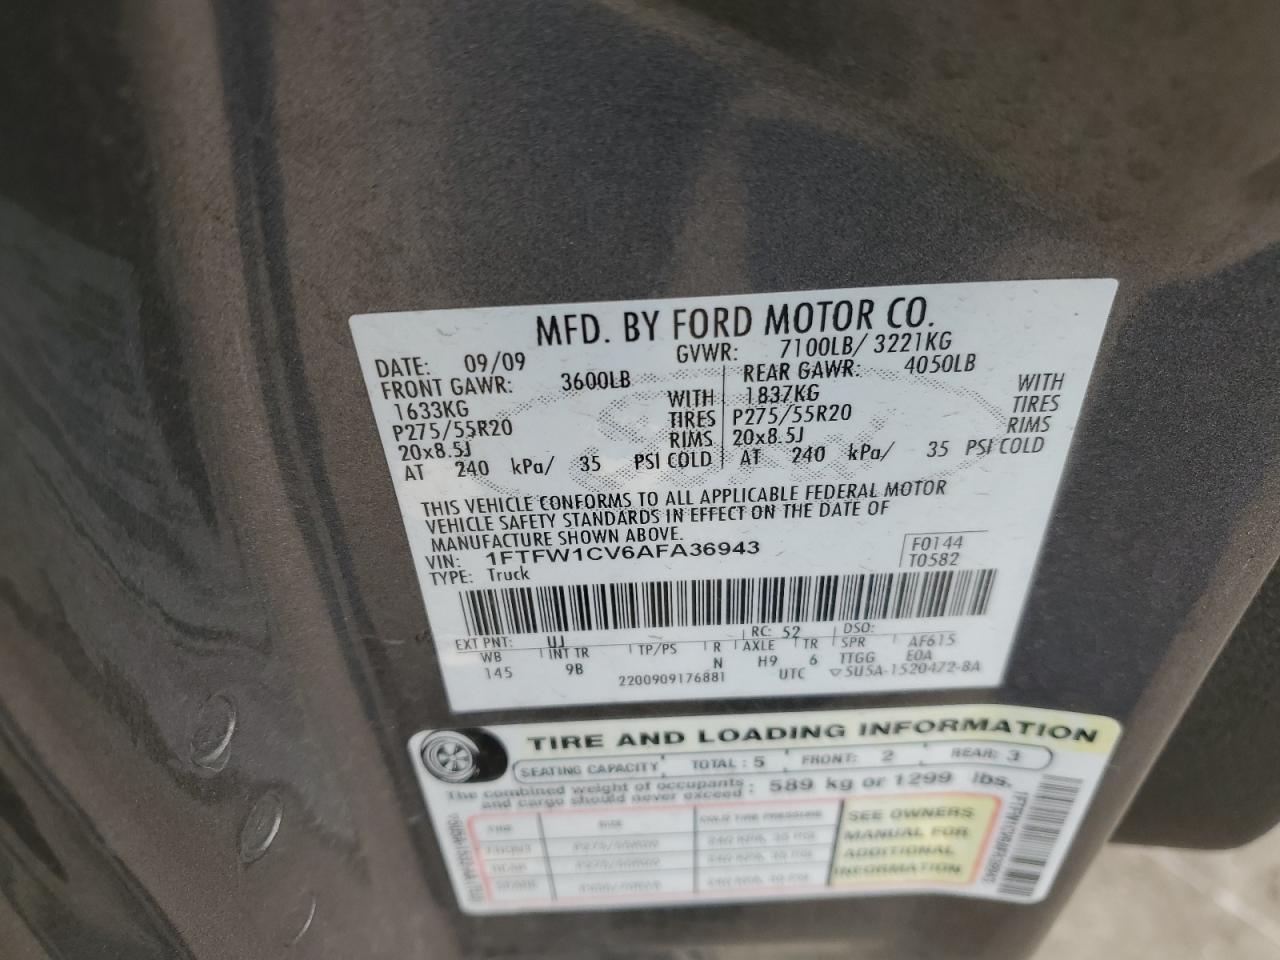 MFD. BY FORD MOTOR CO.
DATE: 09/09 GVWR: 7100LB/ 3221KG
FRONT GAWR: 3600LB REAR GAWR: 4050LB
1633KG WITH 1837KG WITH
P275/55R20 TIRES P275/55R20 TIRES
20x8.5J RIMS 20x8.5J RIMS
AT 240 kPa/ 35 PSI COLD AT 240 kPa/ 35 PSI COLD
THIS VEHICLE CONFORMS TO ALL APPLICABLE FEDERAL MOTOR
VEHICLE SAFETY STANDARDS IN EFFECT ON THE DATE OF
MANUFACTURE SHOWN ABOVE.
VIN: 1FTFW1CV6AFA36943 F0144
TYPE: Truck T0582
EXT PNT: UJ RC: 52 DSO:
WB INT TR TP/PS R AXLE TR SPR AF615
145 9B N H9 6 TTGG E0A
2200909176881 UTC ▽5U5A-1520472-BA
TIRE AND LOADING INFORMATION
SEATING CAPACITY TOTAL : 5 FRONT: 2 REAR: 3
The combined weight of occupants
and cargo should never exceed : 589 kg or 1299 lbs.
TIRE SIZE COLD TIRE PRESSURE
SEE OWNERS
MANUAL FOR
ADDITIONAL
INFORMATION